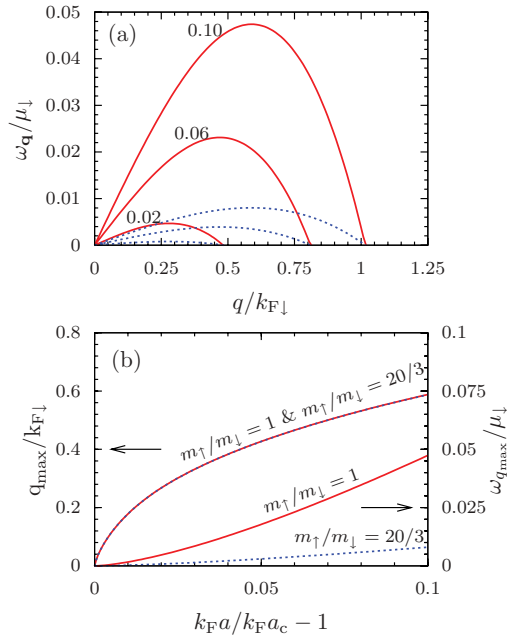 (a)
0.05
0.04
0.03
0.02
0.01
0
ω_q/μ↓
0.10
0.06
0.02
0 0.25 0.5 0.75 1 1.25
q/k_F↓
(b)
0.8
0.6
0.4
0.2
0
q_max/k_F↓
0.1
0.075
0.05
0.025
0
ω_q_max/μ↓
m↑/m↓ = 1 & m↑/m↓ = 20/3
m↑/m↓ = 1
m↑/m↓ = 20/3
0 0.05 0.1
k_F a/k_F a_c − 1